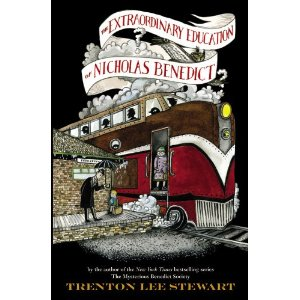 THE EXTRAORDINARY EDUCATION
OF NICHOLAS BENEDICT
by the author of the New York Times bestselling series
The Mysterious Benedict Society
TRENTON LEE STEWART